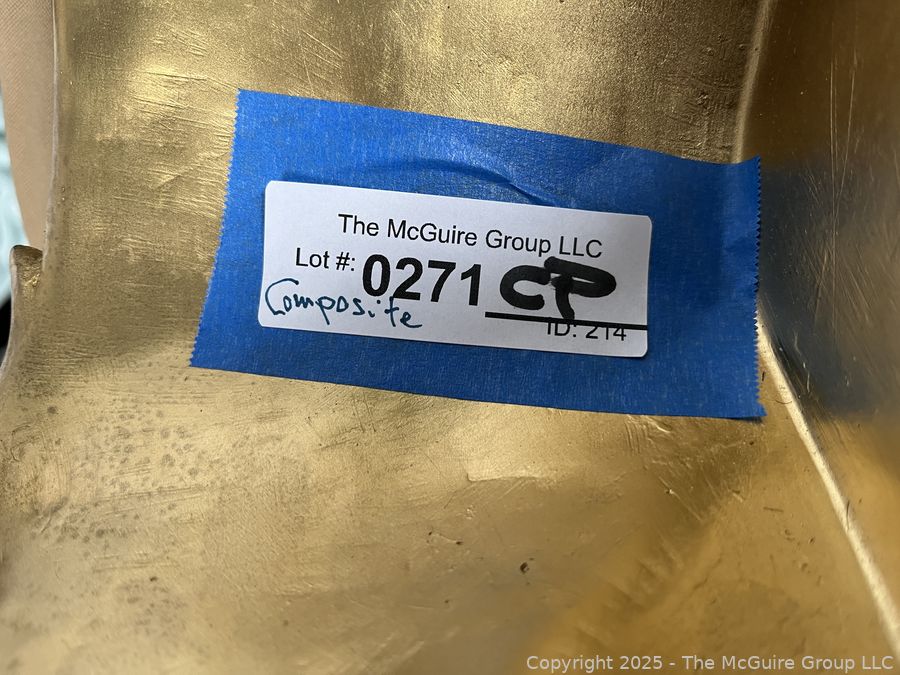 The McGuire Group LLC
Lot #: 0271 CP
Composite
ID: 214
Copyright 2025 - The McGuire Group LLC